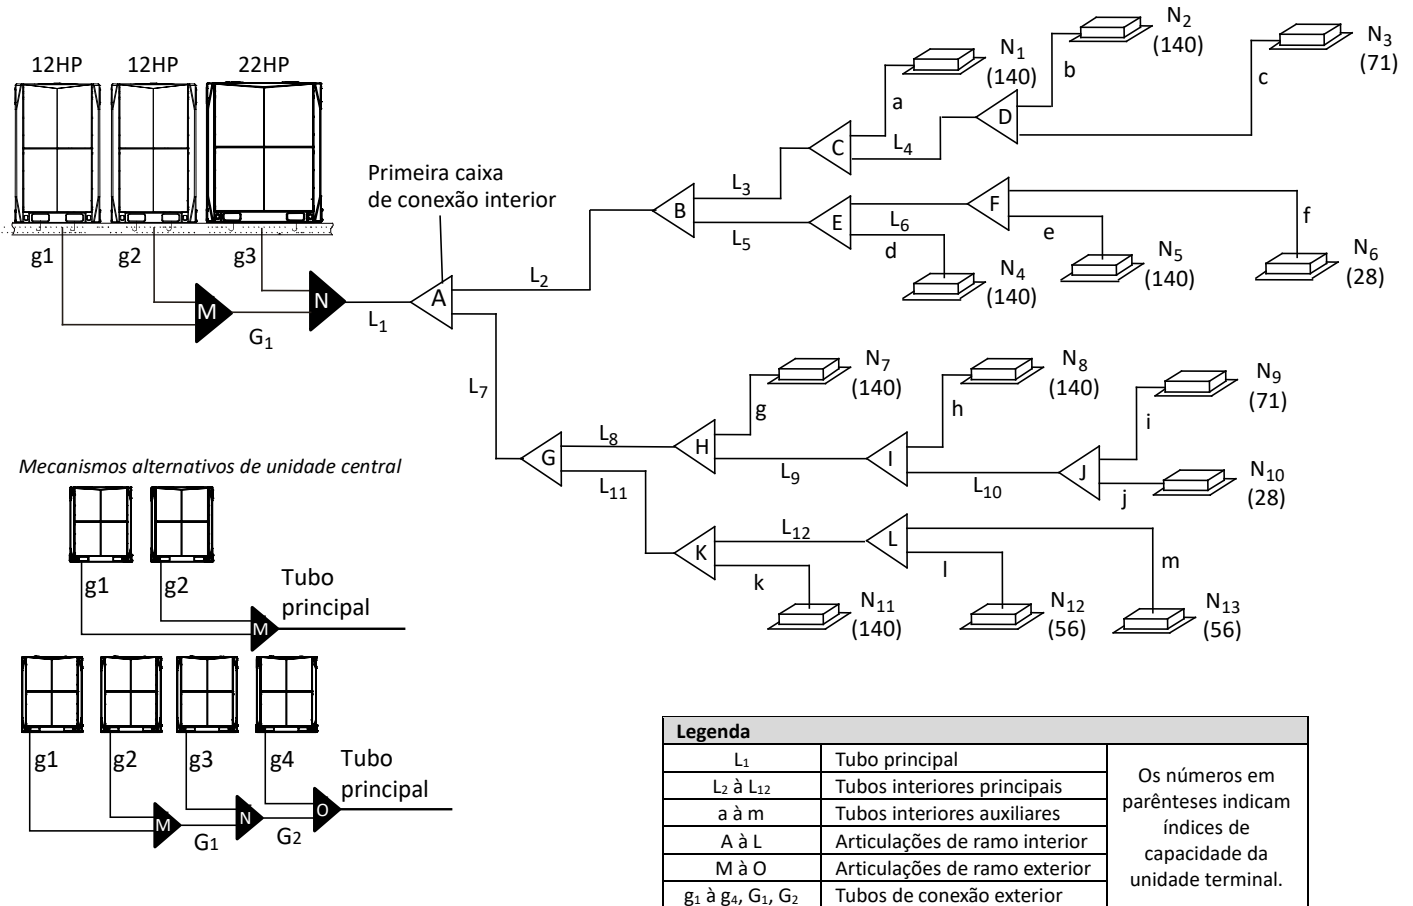 12HP 12HP 22HP
g1 g2 g3
M
N
G1
L1
Primeira caixa
de conexão interior
A
L2
B
L3
L5
C
a
N1
(140)
L4
D
b
N2
(140)
c
N3
(71)
E
L6
d
N4
(140)
F
e
N5
(140)
f
N6
(28)
L7
G
L8
L11
H
g
N7
(140)
L9
I
h
N8
(140)
L10
J
i
N9
(71)
j
N10
(28)
K
L12
k
N11
(140)
L
l
N12
(56)
m
N13
(56)
Mecanismos alternativos de unidade central
g1 g2
M
Tubo
principal
g1 g2 g3 g4
M
G1
N
G2
O
Tubo
principal
Legenda
L1 Tubo principal
L2 à L12 Tubos interiores principais
a à m Tubos interiores auxiliares
A à L Articulações de ramo interior
M à O Articulações de ramo exterior
g1 à g4, G1, G2 Tubos de conexão exterior
Os números em
parênteses indicam
índices de
capacidade da
unidade terminal.